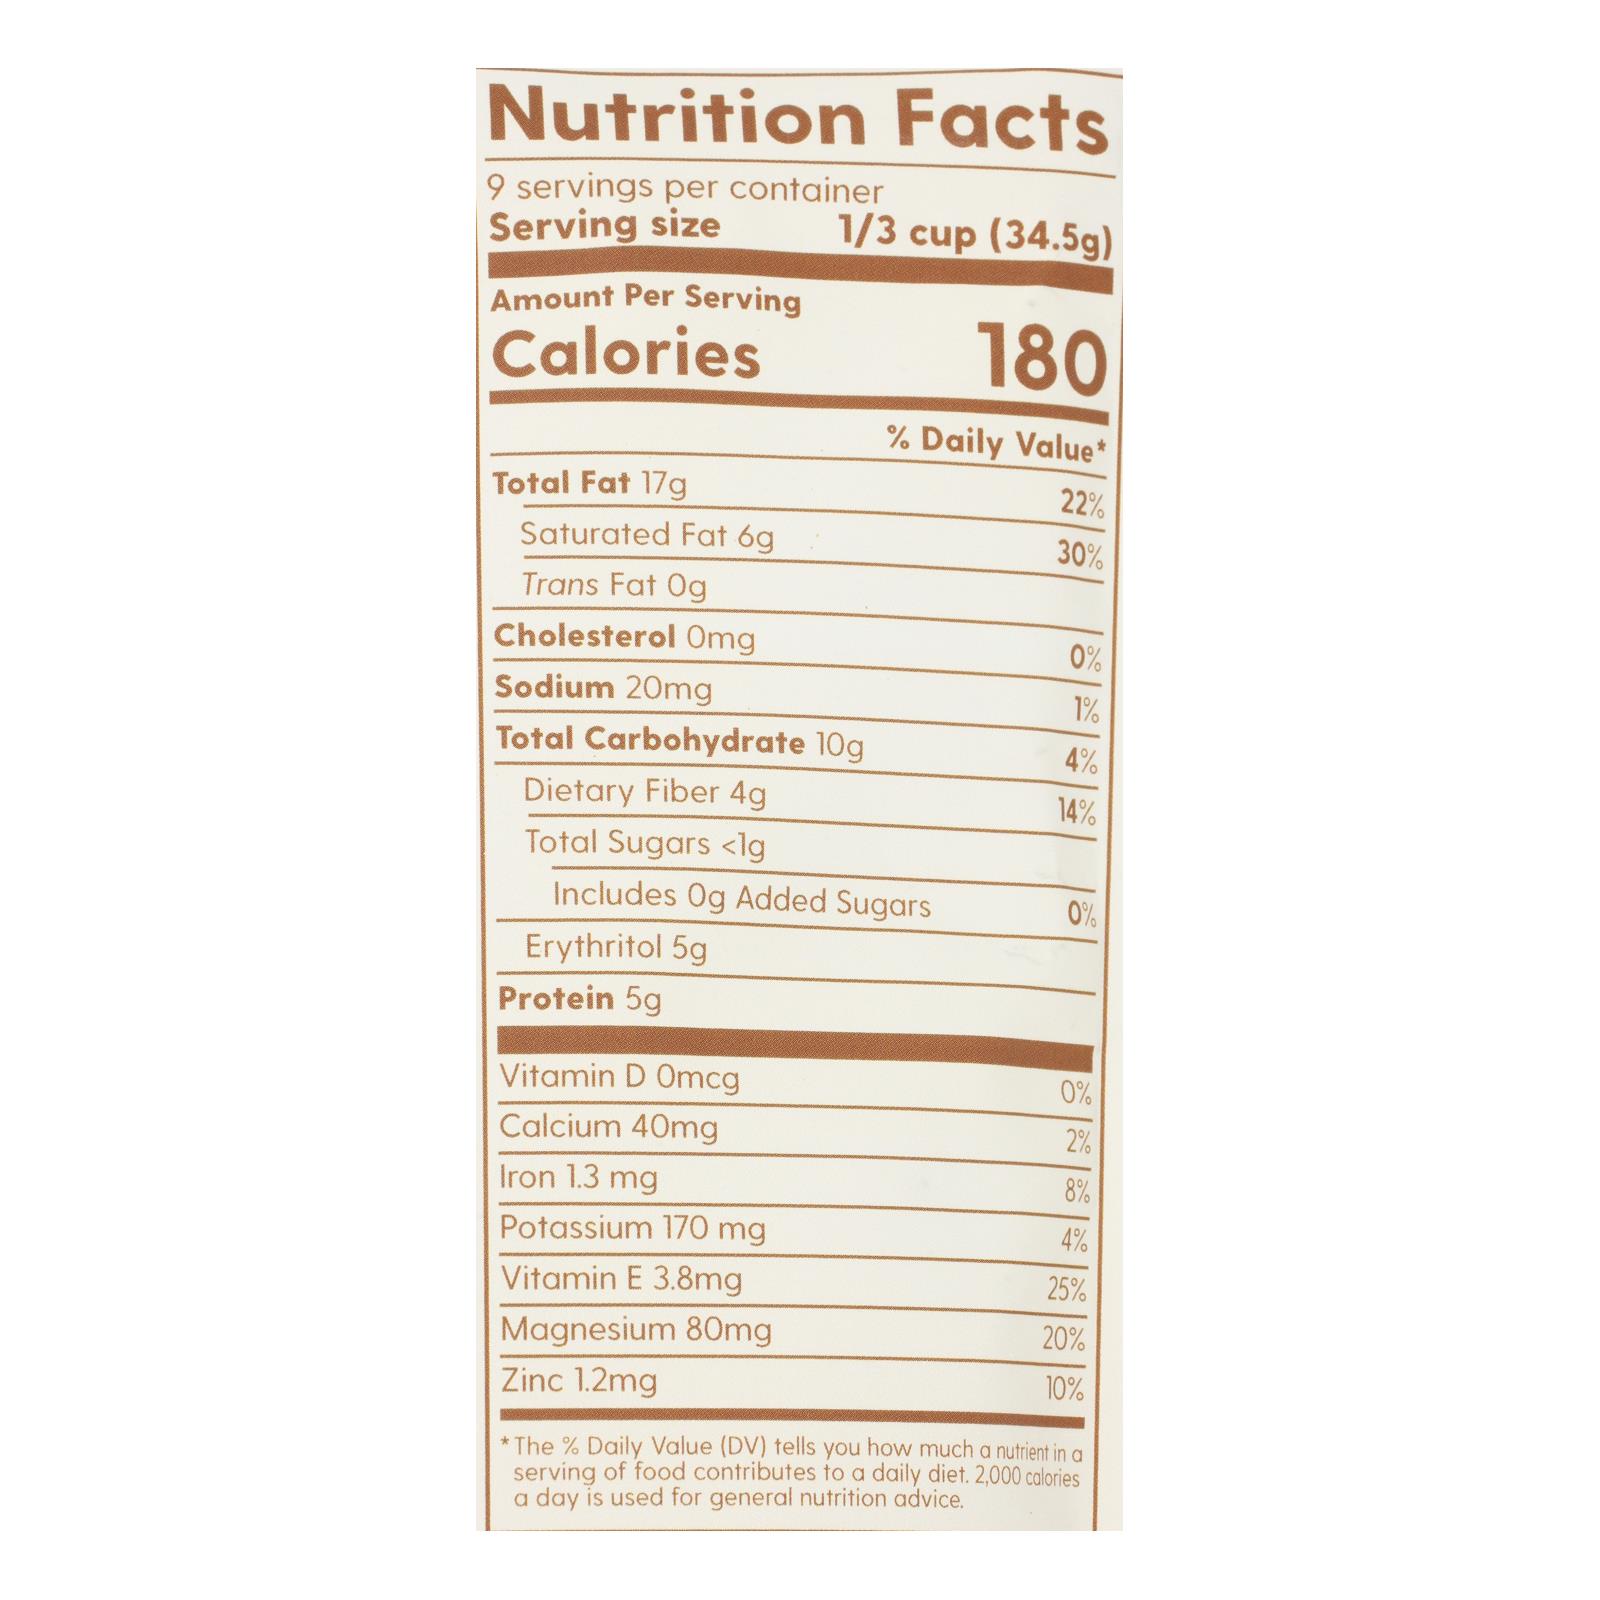 Nutrition Facts
9 servings per container
Serving size 1/3 cup (34.5g)
Amount Per Serving
Calories 180
% Daily Value*
Total Fat 17g 22%
Saturated Fat 6g 30%
Trans Fat 0g
Cholesterol 0mg 0%
Sodium 20mg 1%
Total Carbohydrate 10g 4%
Dietary Fiber 4g 14%
Total Sugars <1g
Includes 0g Added Sugars 0%
Erythritol 5g
Protein 5g
Vitamin D 0mcg 0%
Calcium 40mg 2%
Iron 1.3 mg 8%
Potassium 170 mg 4%
Vitamin E 3.8mg 25%
Magnesium 80mg 20%
Zinc 1.2mg 10%
*The % Daily Value (DV) tells you how much a nutrient in a
serving of food contributes to a daily diet. 2,000 calories
a day is used for general nutrition advice.